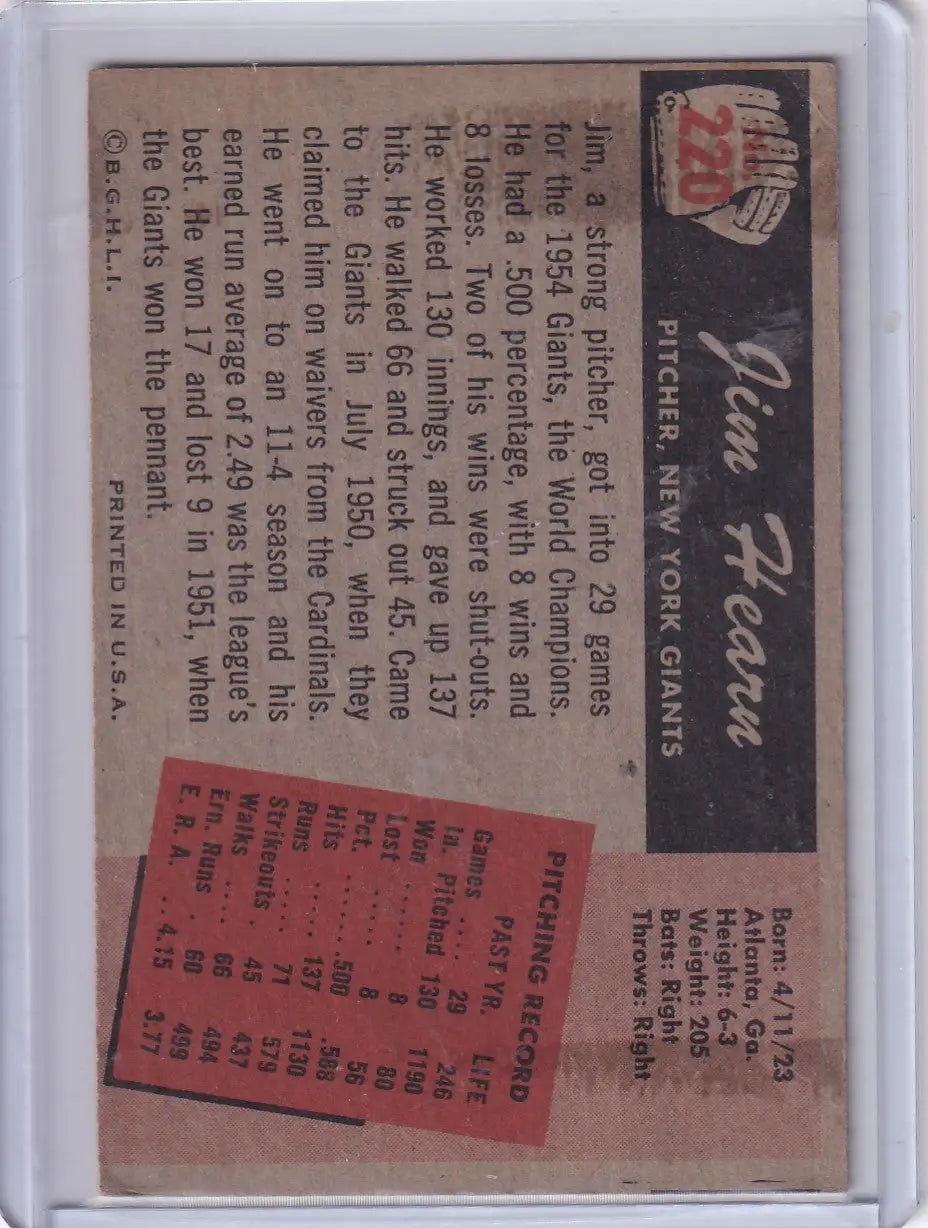 No.
220
Jim Hearn
PITCHER, NEW YORK GIANTS
Born: 4/11/23
Atlanta, Ga.
Height: 6-3
Weight: 205
Bats: Right
Throws: Right
Jim, a strong pitcher, got into 29 games
for the 1954 Giants, the World Champions.
He had a .500 percentage, with 8 wins and
8 losses. Two of his wins were shut-outs.
He worked 130 innings, and gave up 137
hits. He walked 66 and struck out 45. Came
to the Giants in July 1950, when they
claimed him on waivers from the Cardinals.
He went on to an 11-4 season and his
earned run average of 2.49 was the league's
best. He won 17 and lost 9 in 1951, when
the Giants won the pennant.
PITCHING RECORD
PAST YR. LIFE
Games .... 29 246
In. Pitched 130 1190
Won ...... 8 80
Lost ..... 8 56
Pct. ......500 .588
Hits ..... 137 1130
Runs ..... 71 579
Strikeouts . 45 437
Walks .... 66 494
Ern. Runs . 60 499
E. R. A. .. 4.15 3.77
©B.G.H.L.I. PRINTED IN U.S.A.